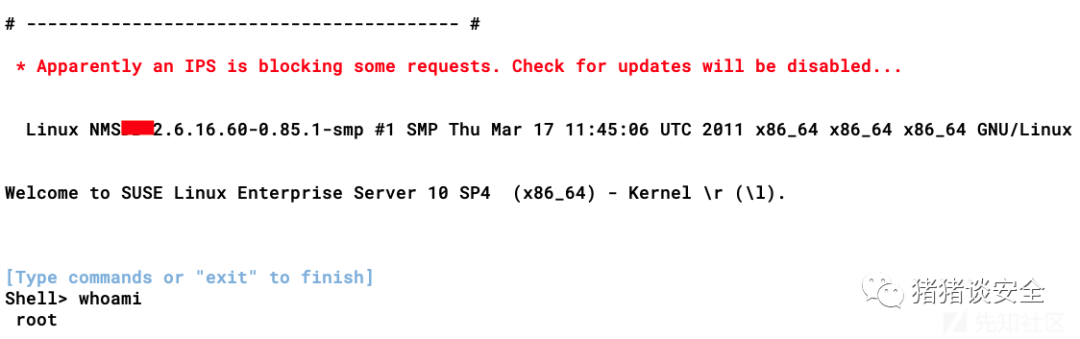 # --------------------------------------- #
* Apparently an IPS is blocking some requests. Check for updates will be disabled...
Linux NMS 2.6.16.60-0.85.1-smp #1 SMP Thu Mar 17 11:45:06 UTC 2011 x86_64 x86_64 x86_64 GNU/Linux
Welcome to SUSE Linux Enterprise Server 10 SP4  (x86_64) - Kernel \r (\l).
[Type commands or "exit" to finish]
Shell> whoami
root
猪猪谈安全
先知社区